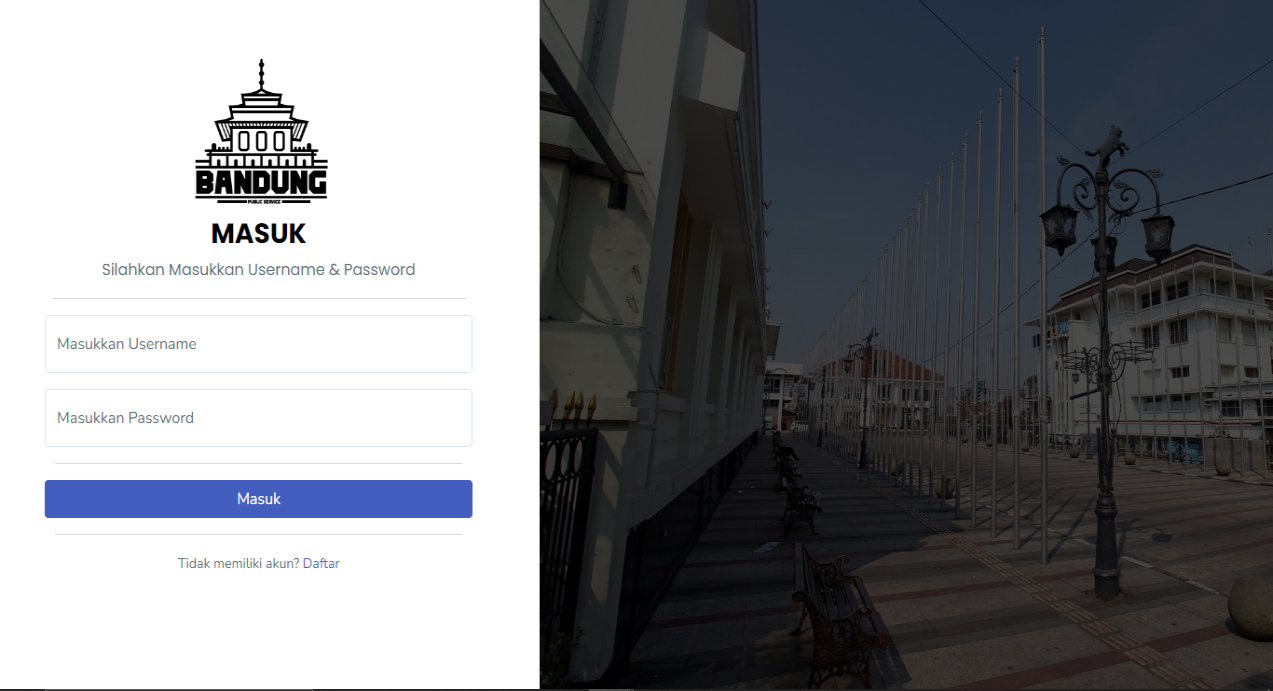 BANDUNG
PUBLIC SERVICE
MASUK
Silahkan Masukkan Username & Password
Masukkan Username
Masukkan Password
Masuk
Tidak memiliki akun? Daftar